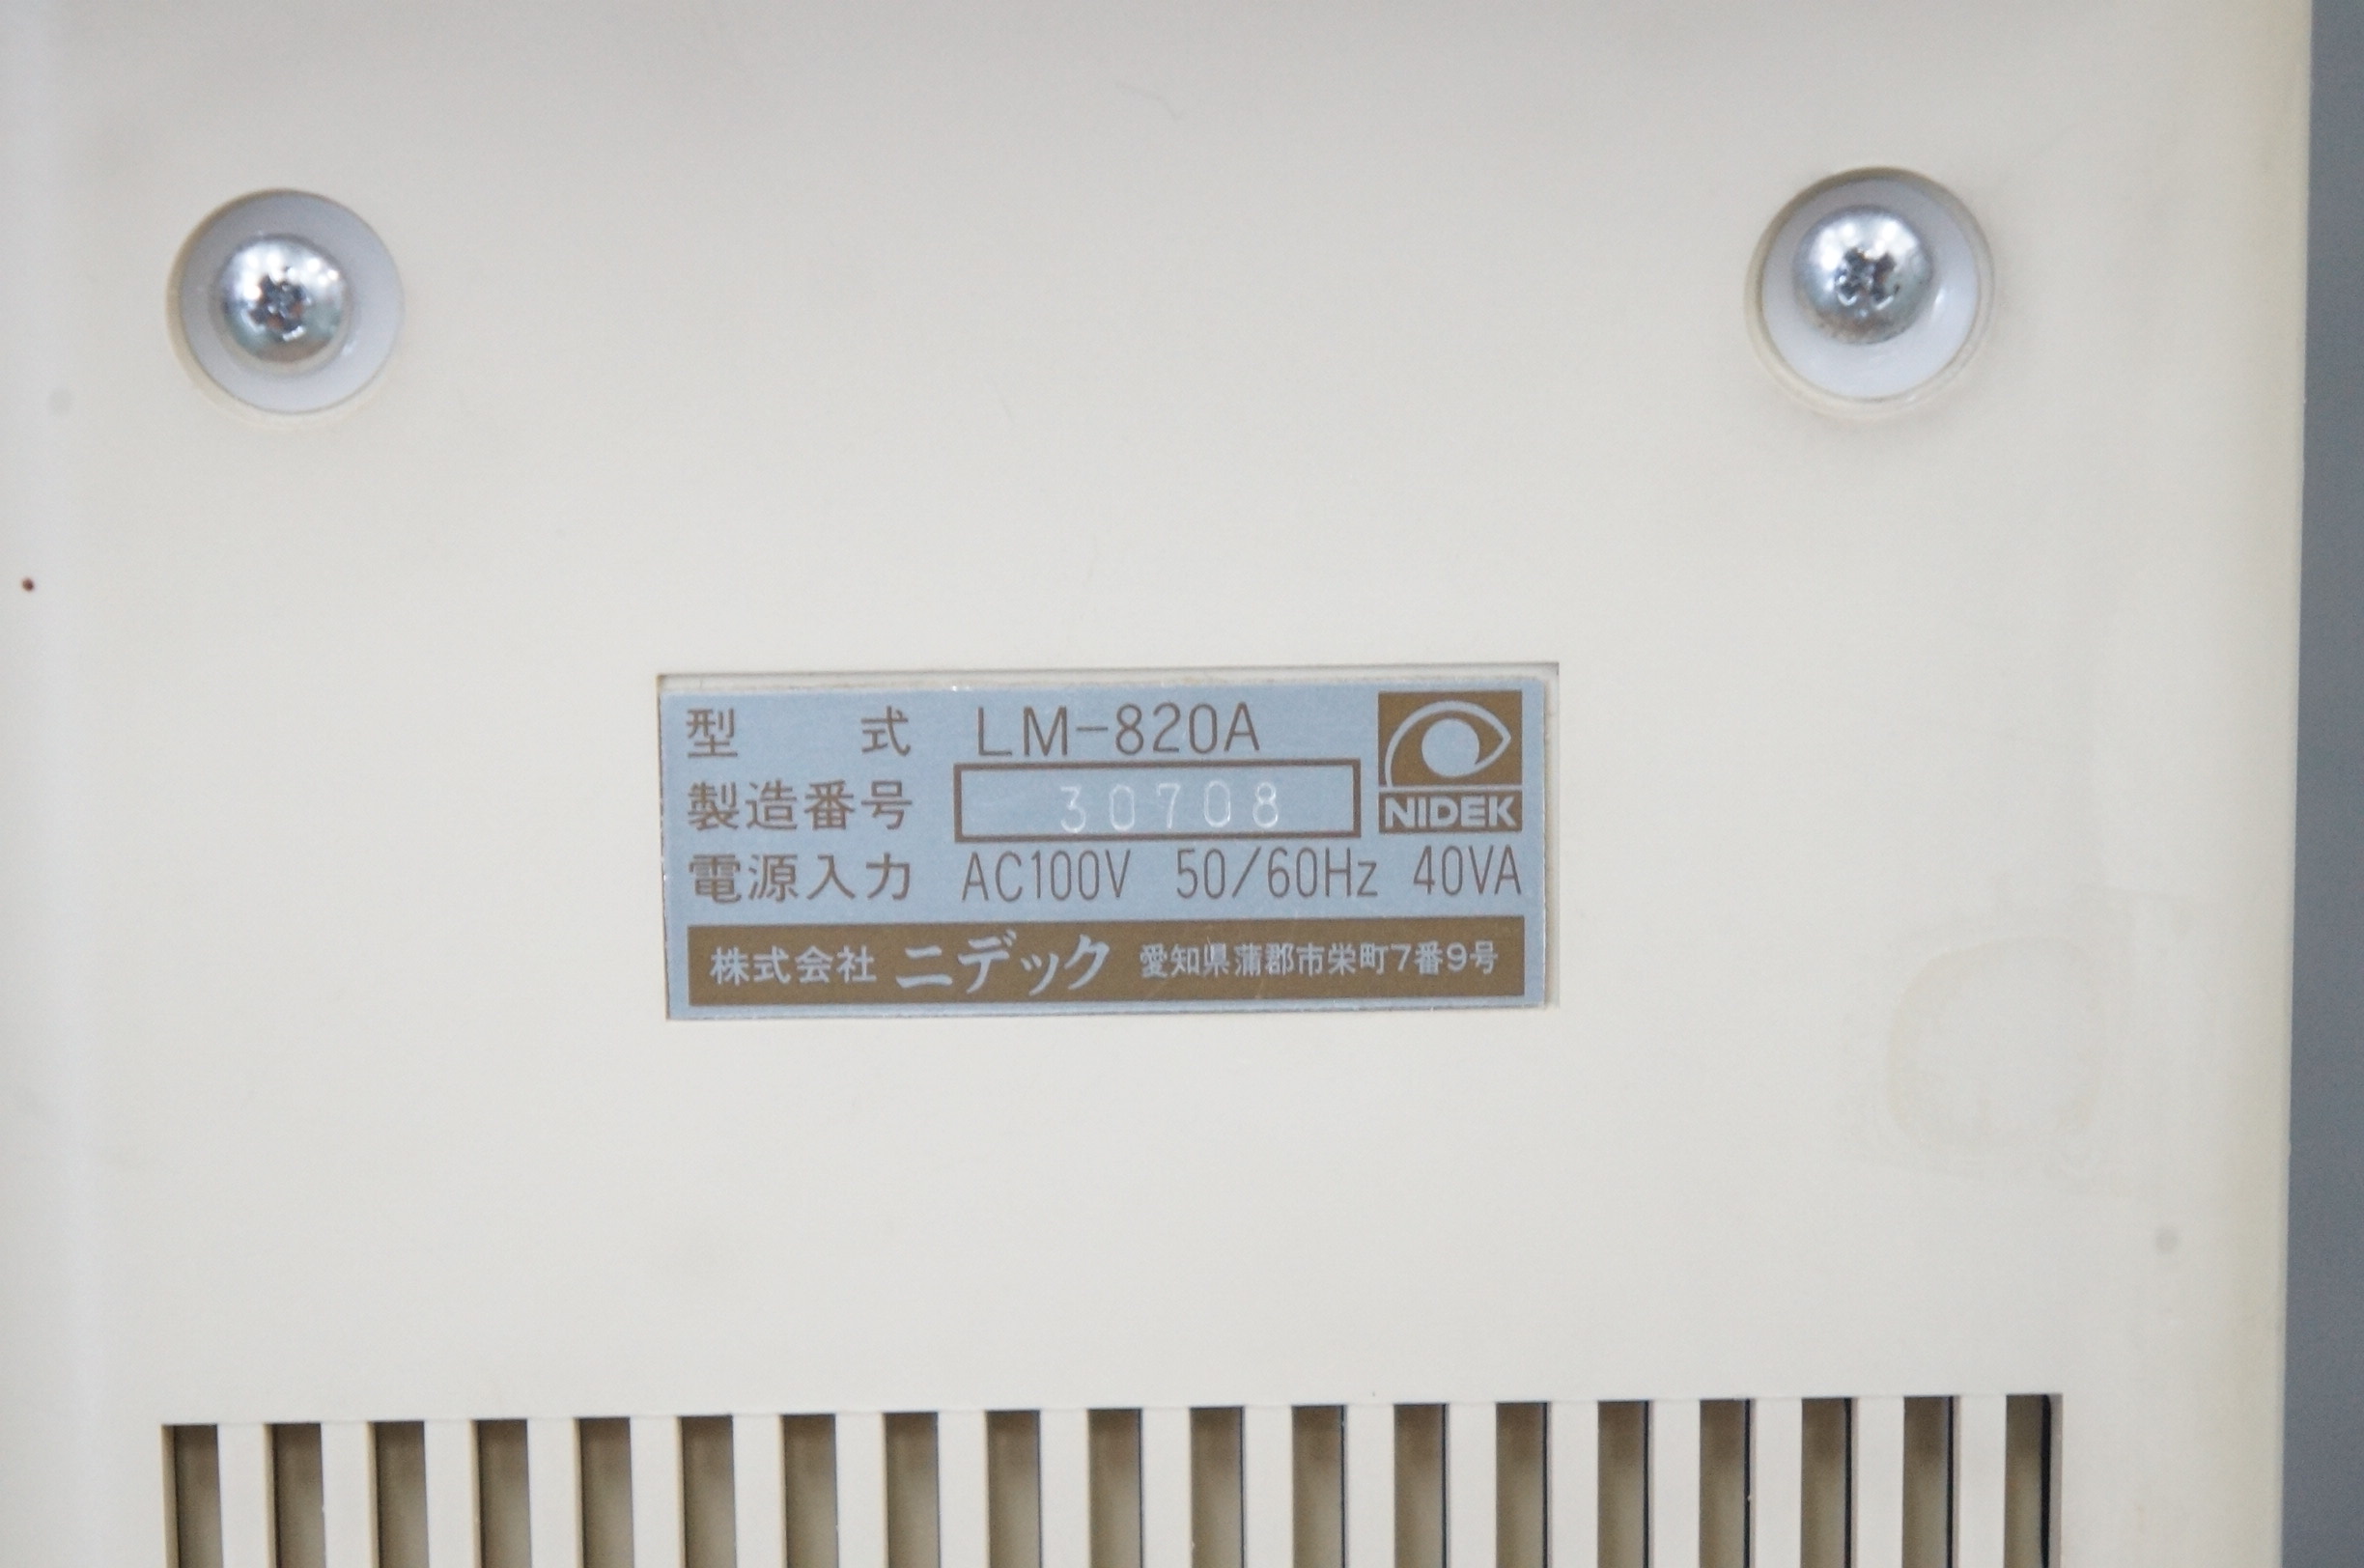 型式 LM-820A
製造番号 30708
NIDEK
電源入力 AC100V 50/60Hz 40VA
株式会社 ニデック 愛知県蒲郡市栄町7番9号